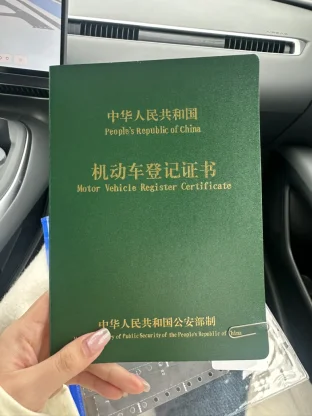 中华人民共和国
People's Republic of China
机动车登记证书
Motor Vehicle Register Certificate
中华人民共和国公安部制
y of Public Security of the People's Republic of China